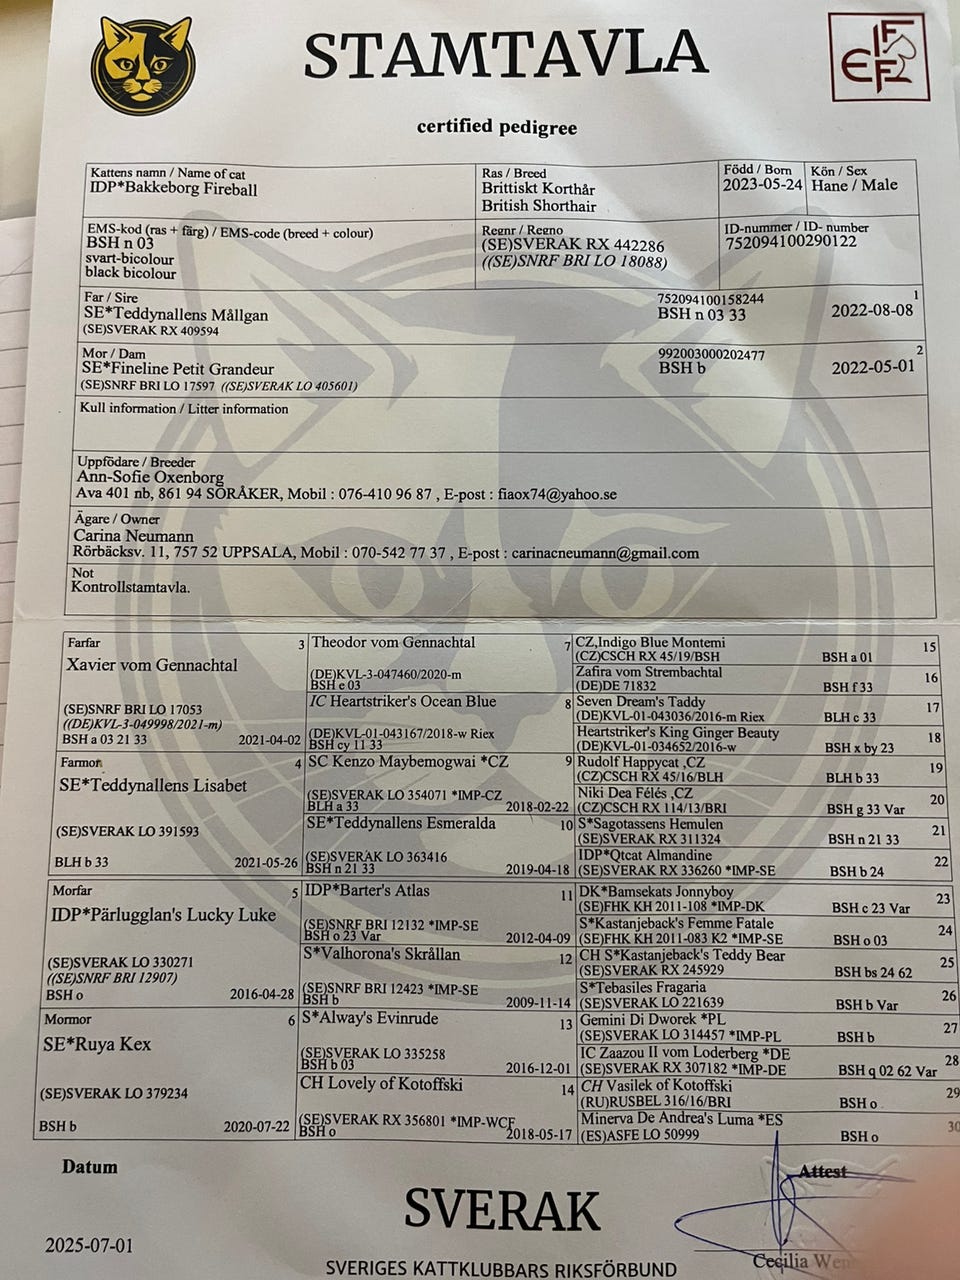 FIFE
STAMTAVLA
certified pedigree
Kattens namn / Name of cat
IDP*Bakkeborg Fireball
Ras / Breed
Brittiskt Korthår
British Shorthair
Född / Born
2023-05-24
Kön / Sex
Hane / Male
EMS-kod (ras + färg) / EMS-code (breed + colour)
BSH n 03
svart-bicolour
black bicolour
Regnr / Regno
(SE)SVERAK RX 442286
((SE)SNRF BRI LO 18088)
ID-nummer / ID- number
752094100290122
Far / Sire
SE*Teddynallens Mållgan
(SE)SVERAK RX 409594
752094100158244
BSH n 03 33
1
2022-08-08
Mor / Dam
SE*Fineline Petit Grandeur
(SE)SNRF BRI LO 17597 ((SE)SVERAK LO 405601)
992003000202477
BSH b
2
2022-05-01
Kull information / Litter information
Uppfödare / Breeder
Ann-Sofie Oxenborg
Ava 401 nb, 861 94 SÖRÅKER, Mobil : 076-410 96 87 , E-post : fiaox74@yahoo.se
Ägare / Owner
Carina Neumann
Rörbäcksv. 11, 757 52 UPPSALA, Mobil : 070-542 77 37 , E-post : carinacneumann@gmail.com
Not
Kontrollstamtavla.
Farfar 3
Xavier vom Gennachtal
(SE)SNRF BRI LO 17053
((DE)KVL-3-049998/2021-m)
BSH a 03 21 33 2021-04-02
Farmor 4
SE*Teddynallens Lisabet
(SE)SVERAK LO 391593
BLH b 33 2021-05-26
Morfar 5
IDP*Pärlugglan's Lucky Luke
(SE)SVERAK LO 330271
((SE)SNRF BRI 12907)
BSH o 2016-04-28
Mormor 6
SE*Ruya Kex
(SE)SVERAK LO 379234
BSH b 2020-07-22
Theodor vom Gennachtal 7
(DE)KVL-3-047460/2020-m
BSH e 03
IC Heartstriker's Ocean Blue 8
(DE)KVL-01-043167/2018-w Riex
BSH cy 11 33
SC Kenzo Maybemogwai *CZ 9
(SE)SVERAK LO 354071 *IMP-CZ
BLH a 33 2018-02-22
SE*Teddynallens Esmeralda 10
(SE)SVERAK LO 363416
BSH n 21 33 2019-04-18
IDP*Barter's Atlas 11
(SE)SNRF BRI 12132 *IMP-SE
BSH o 23 Var 2012-04-09
S*Valhorona's Skrållan 12
(SE)SNRF BRI 12423 *IMP-SE
BSH b 2009-11-14
S*Alway's Evinrude 13
(SE)SVERAK LO 335258
BSH b 03 2016-12-01
CH Lovely of Kotoffski 14
(SE)SVERAK RX 356801 *IMP-WCF
BSH o 2018-05-17
CZ,Indigo Blue Montemi 15
(CZ)CSCH RX 45/19/BSH BSH a 01
Zafira vom Strembachtal 16
(DE)DE 71832 BSH f 33
Seven Dream's Taddy 17
(DE)KVL-01-043036/2016-m Riex BLH c 33
Heartstriker's King Ginger Beauty 18
(DE)KVL-01-034652/2016-w BSH x by 23
Rudolf Happycat ,CZ 19
(CZ)CSCH RX 45/16/BLH BLH b 33
Niki Dea Félés ,CZ 20
(CZ)CSCH RX 114/13/BRI BSH g 33 Var
S*Sagotassens Hemulen 21
(SE)SVERAK RX 311324 BSH n 21 33
IDP*Qtcat Almandine 22
(SE)SVERAK RX 336260 *IMP-SE BSH b 24
DK*Bamsekats Jonnyboy 23
(SE)FHK KH 2011-108 *IMP-DK BSH c 23 Var
S*Kastanjeback's Femme Fatale 24
(SE)FHK KH 2011-083 K2 *IMP-SE BSH o 03
CH S*Kastanjeback's Teddy Bear 25
(SE)SVERAK RX 245929 BSH bs 24 62
S*Tebasiles Fragaria 26
(SE)SVERAK LO 221639 BSH b Var
Gemini Di Dworek *PL 27
(SE)SVERAK LO 314457 *IMP-PL BSH b
IC Zaazou II vom Loderberg *DE 28
(SE)SVERAK RX 307182 *IMP-DE BSH q 02 62 Var
CH Vasilek of Kotoffski 29
(RU)RUSBEL 316/16/BRI BSH o
Minerva De Andrea's Luma *ES 30
(ES)ASFE LO 50999 BSH o
Datum
2025-07-01
SVERAK
SVERIGES KATTKLUBBARS RIKSFÖRBUND
Attest
Cecilia